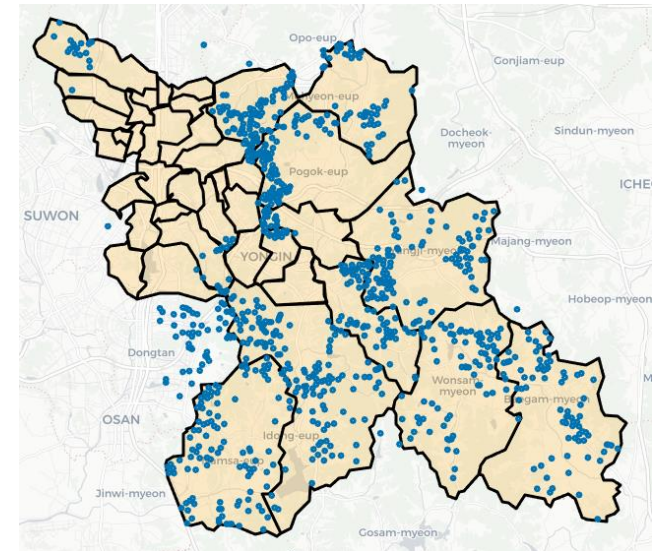 Opo-eup
Gonjiam-eup
Docheok-
myeon
Sindun-myeon
Pogok-eup
ICHE
SUWON
Majang-myeon
YONGIN
Hobeop-myeon
Dongtan
Wonsam-
myeon
M
OSAN
Idong-eup
Jinwi-myeon
Gosam-myeon